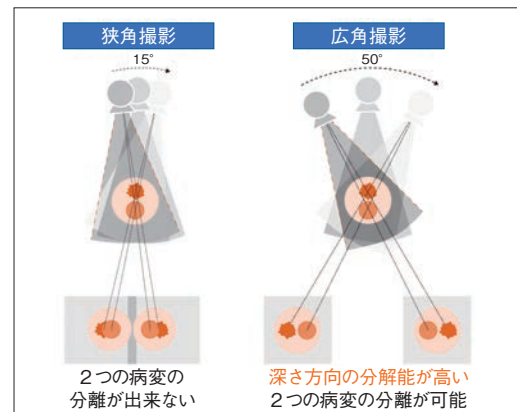 狭角撮影
15°
２つの病変の
分離が出来ない
広角撮影
50°
深さ方向の分解能が高い
２つの病変の分離が可能